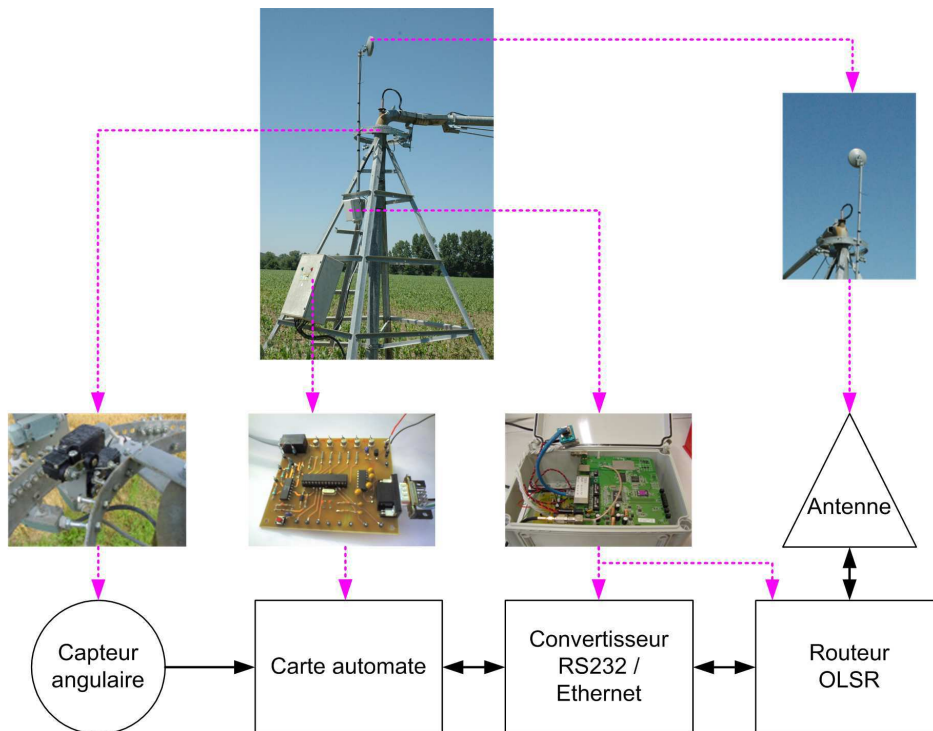 Antenne
Capteur
angulaire
Carte automate
Convertisseur
RS232 /
Ethernet
Routeur
OLSR